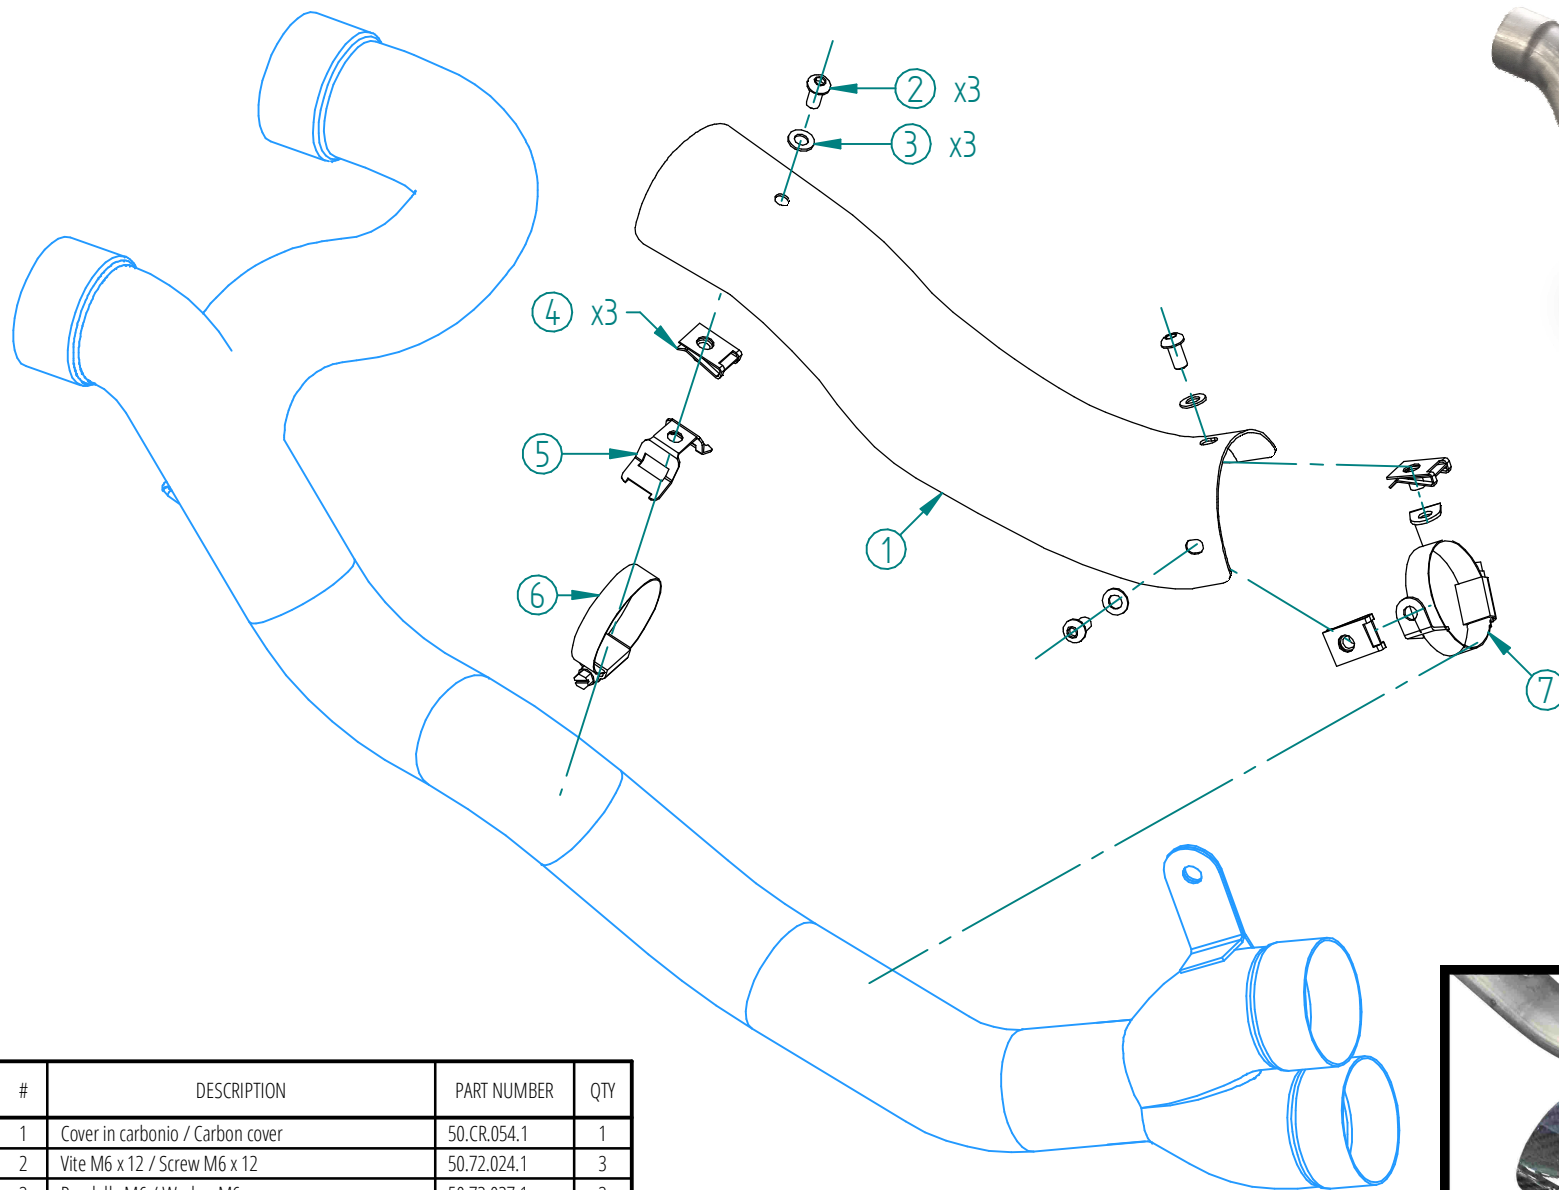 2 x3
3 x3
4 x3
5
1
6
7
# DESCRIPTION PART NUMBER QTY
1 Cover in carbonio / Carbon cover 50.CR.054.1 1
2 Vite M6 x 12 / Screw M6 x 12 50.72.024.1 3